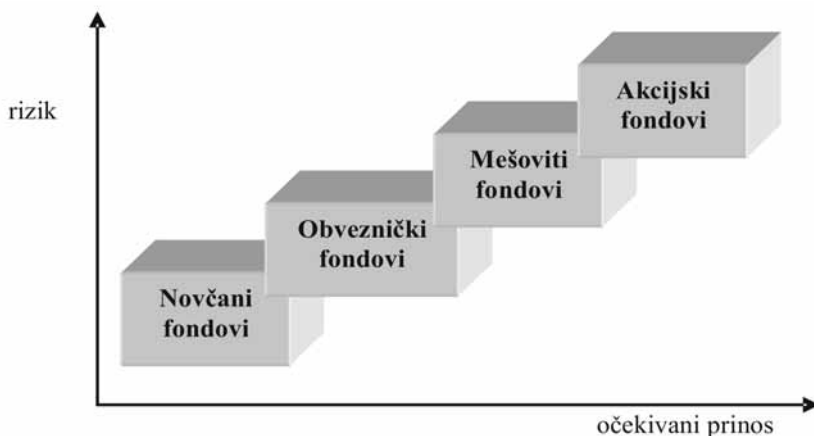 rizik
Akcijski
fondovi
Mešoviti
fondovi
Obveznički
fondovi
Novčani
fondovi
očekivani prinos